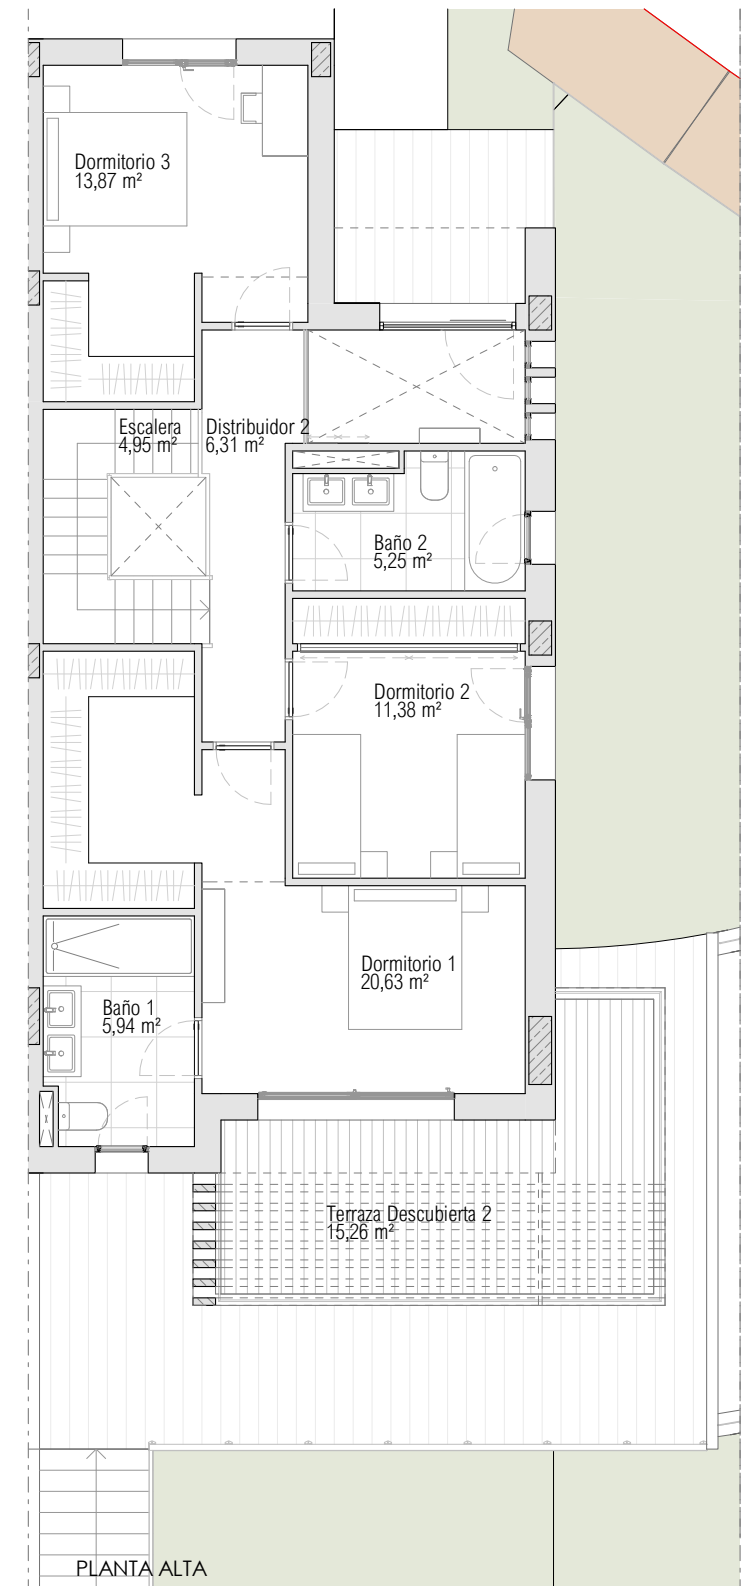 Dormitorio 3
13,87 m²
Escalera
4,95 m²
Distribuidor 2
6,31 m²
Baño 2
5,25 m²
Dormitorio 2
11,38 m²
Dormitorio 1
20,63 m²
Baño 1
5,94 m²
Terraza Descubierta 2
15,26 m²
PLANTA ALTA